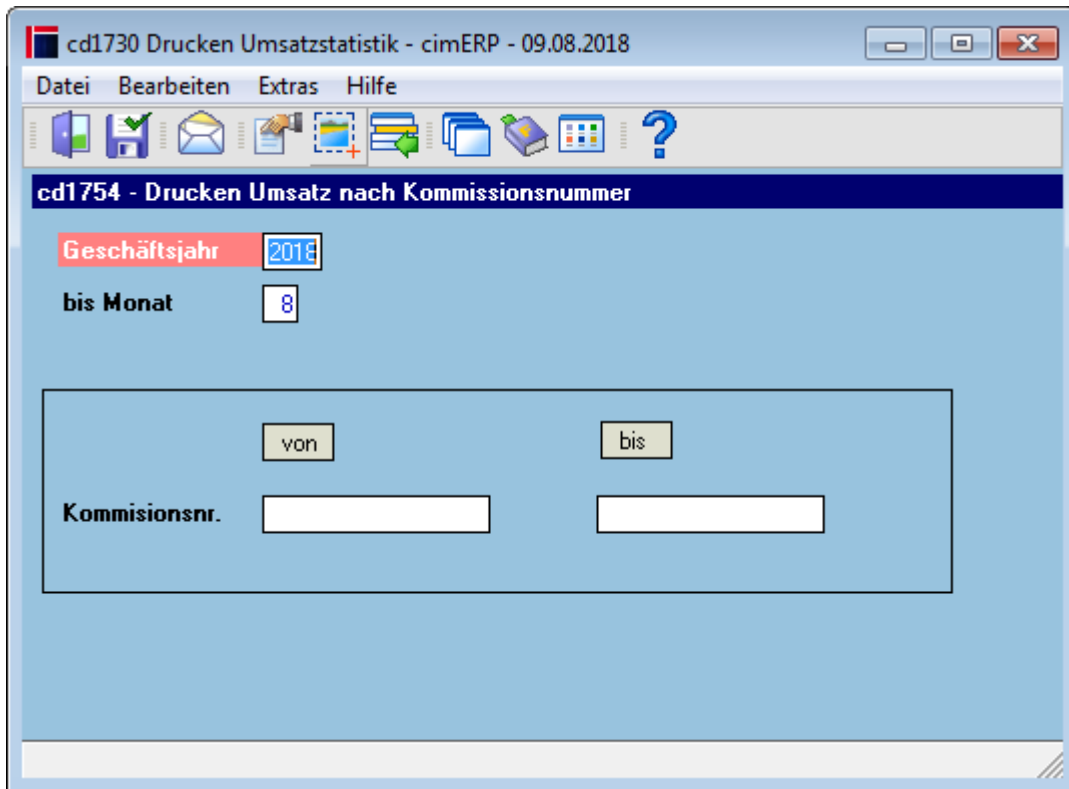 cd1730 Drucken Umsatzstatistik - cimERP - 09.08.2018
Datei Bearbeiten Extras Hilfe
cd1754 - Drucken Umsatz nach Kommissionsnummer
Geschäftsjahr 2018
bis Monat 8
von bis
Kommisionsnr.